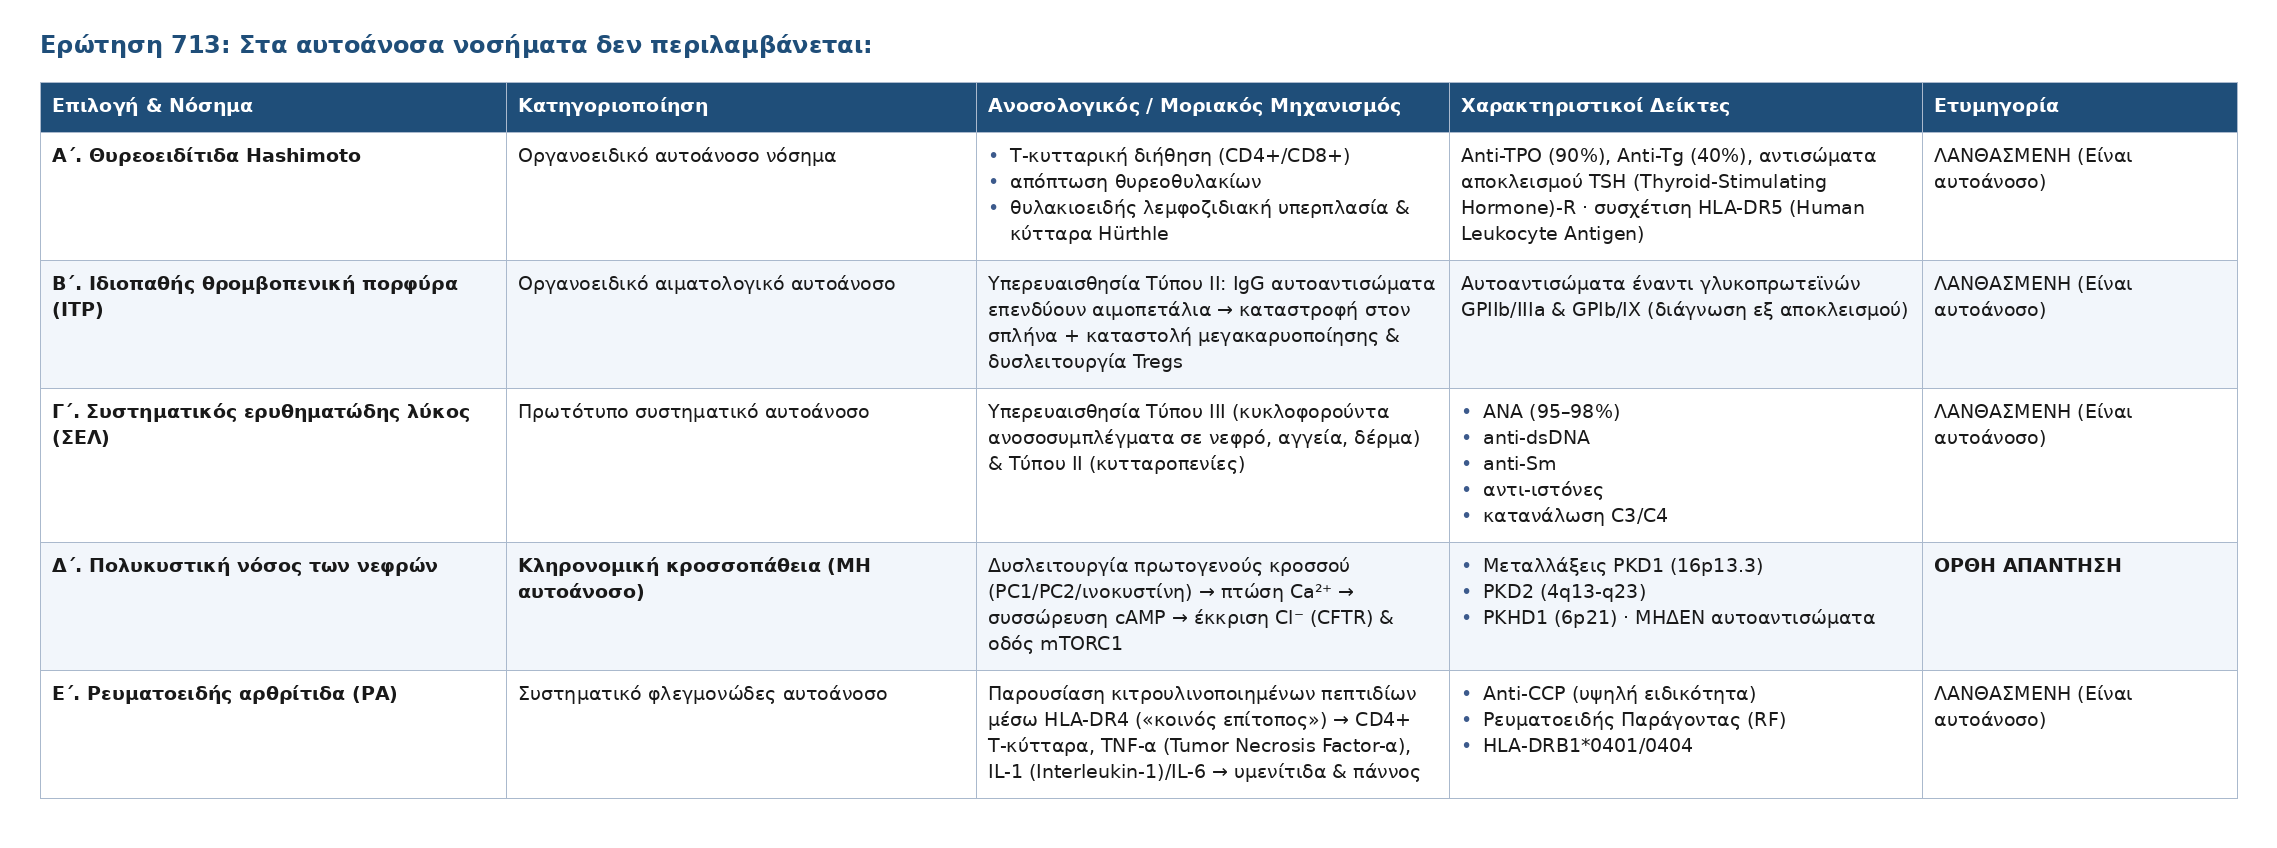 Ερώτηση 713: Στα αυτοάνοσα νοσήματα δεν περιλαμβάνεται:
Επιλογή & Νόσημα
Κατηγοριοποίηση
Ανοσολογικός / Μοριακός Μηχανισμός
Χαρακτηριστικοί Δείκτες
Ετυμηγορία
Α΄. Θυρεοειδίτιδα Hashimoto
Οργανοειδικό αυτοάνοσο νόσημα
• Τ-κυτταρική διήθηση (CD4+/CD8+)
• απόπτωση θυρεοθυλακίων
• θυλακιοειδής λεμφοζιδιακή υπερπλασία &
κύτταρα Hürthle
Anti-TPO (90%), Anti-Tg (40%), αντισώματα
αποκλεισμού TSH (Thyroid-Stimulating
Hormone)-R · συσχέτιση HLA-DR5 (Human
Leukocyte Antigen)
ΛΑΝΘΑΣΜΕΝΗ (Είναι
αυτοάνοσο)
Β΄. Ιδιοπαθής θρομβοπενική πορφύρα
(ITP)
Οργανοειδικό αιματολογικό αυτοάνοσο
Υπερευαισθησία Τύπου II: IgG αυτοαντισώματα
επενδύουν αιμοπετάλια → καταστροφή στον
σπλήνα + καταστολή μεγακαρυοποίησης &
δυσλειτουργία Tregs
Αυτοαντισώματα έναντι γλυκοπρωτεϊνών
GPIIb/IIIa & GPIb/IX (διάγνωση εξ αποκλεισμού)
ΛΑΝΘΑΣΜΕΝΗ (Είναι
αυτοάνοσο)
Γ΄. Συστηματικός ερυθηματώδης λύκος
(ΣΕΛ)
Πρωτότυπο συστηματικό αυτοάνοσο
Υπερευαισθησία Τύπου III (κυκλοφορούντα
ανοσοσυμπλέγματα σε νεφρό, αγγεία, δέρμα)
& Τύπου II (κυτταροπενίες)
• ANA (95–98%)
• anti-dsDNA
• anti-Sm
• αντι-ιστόνες
• κατανάλωση C3/C4
ΛΑΝΘΑΣΜΕΝΗ (Είναι
αυτοάνοσο)
Δ΄. Πολυκυστική νόσος των νεφρών
Κληρονομική κροσσοπάθεια (ΜΗ
αυτοάνοσο)
Δυσλειτουργία πρωτογενούς κροσσού
(PC1/PC2/ινοκυστίνη) → πτώση Ca²⁺ →
συσσώρευση cAMP → έκκριση Cl⁻ (CFTR) &
οδός mTORC1
• Μεταλλάξεις PKD1 (16p13.3)
• PKD2 (4q13-q23)
• PKHD1 (6p21) · ΜΗΔΕΝ αυτοαντισώματα
ΟΡΘΗ ΑΠΑΝΤΗΣΗ
Ε΄. Ρευματοειδής αρθρίτιδα (ΡΑ)
Συστηματικό φλεγμονώδες αυτοάνοσο
Παρουσίαση κιτρουλινοποιημένων πεπτιδίων
μέσω HLA-DR4 («κοινός επίτοπος») → CD4+
Τ-κύτταρα, TNF-α (Tumor Necrosis Factor-α),
IL-1 (Interleukin-1)/IL-6 → υμενίτιδα & πάννος
• Anti-CCP (υψηλή ειδικότητα)
• Ρευματοειδής Παράγοντας (RF)
• HLA-DRB1*0401/0404
ΛΑΝΘΑΣΜΕΝΗ (Είναι
αυτοάνοσο)